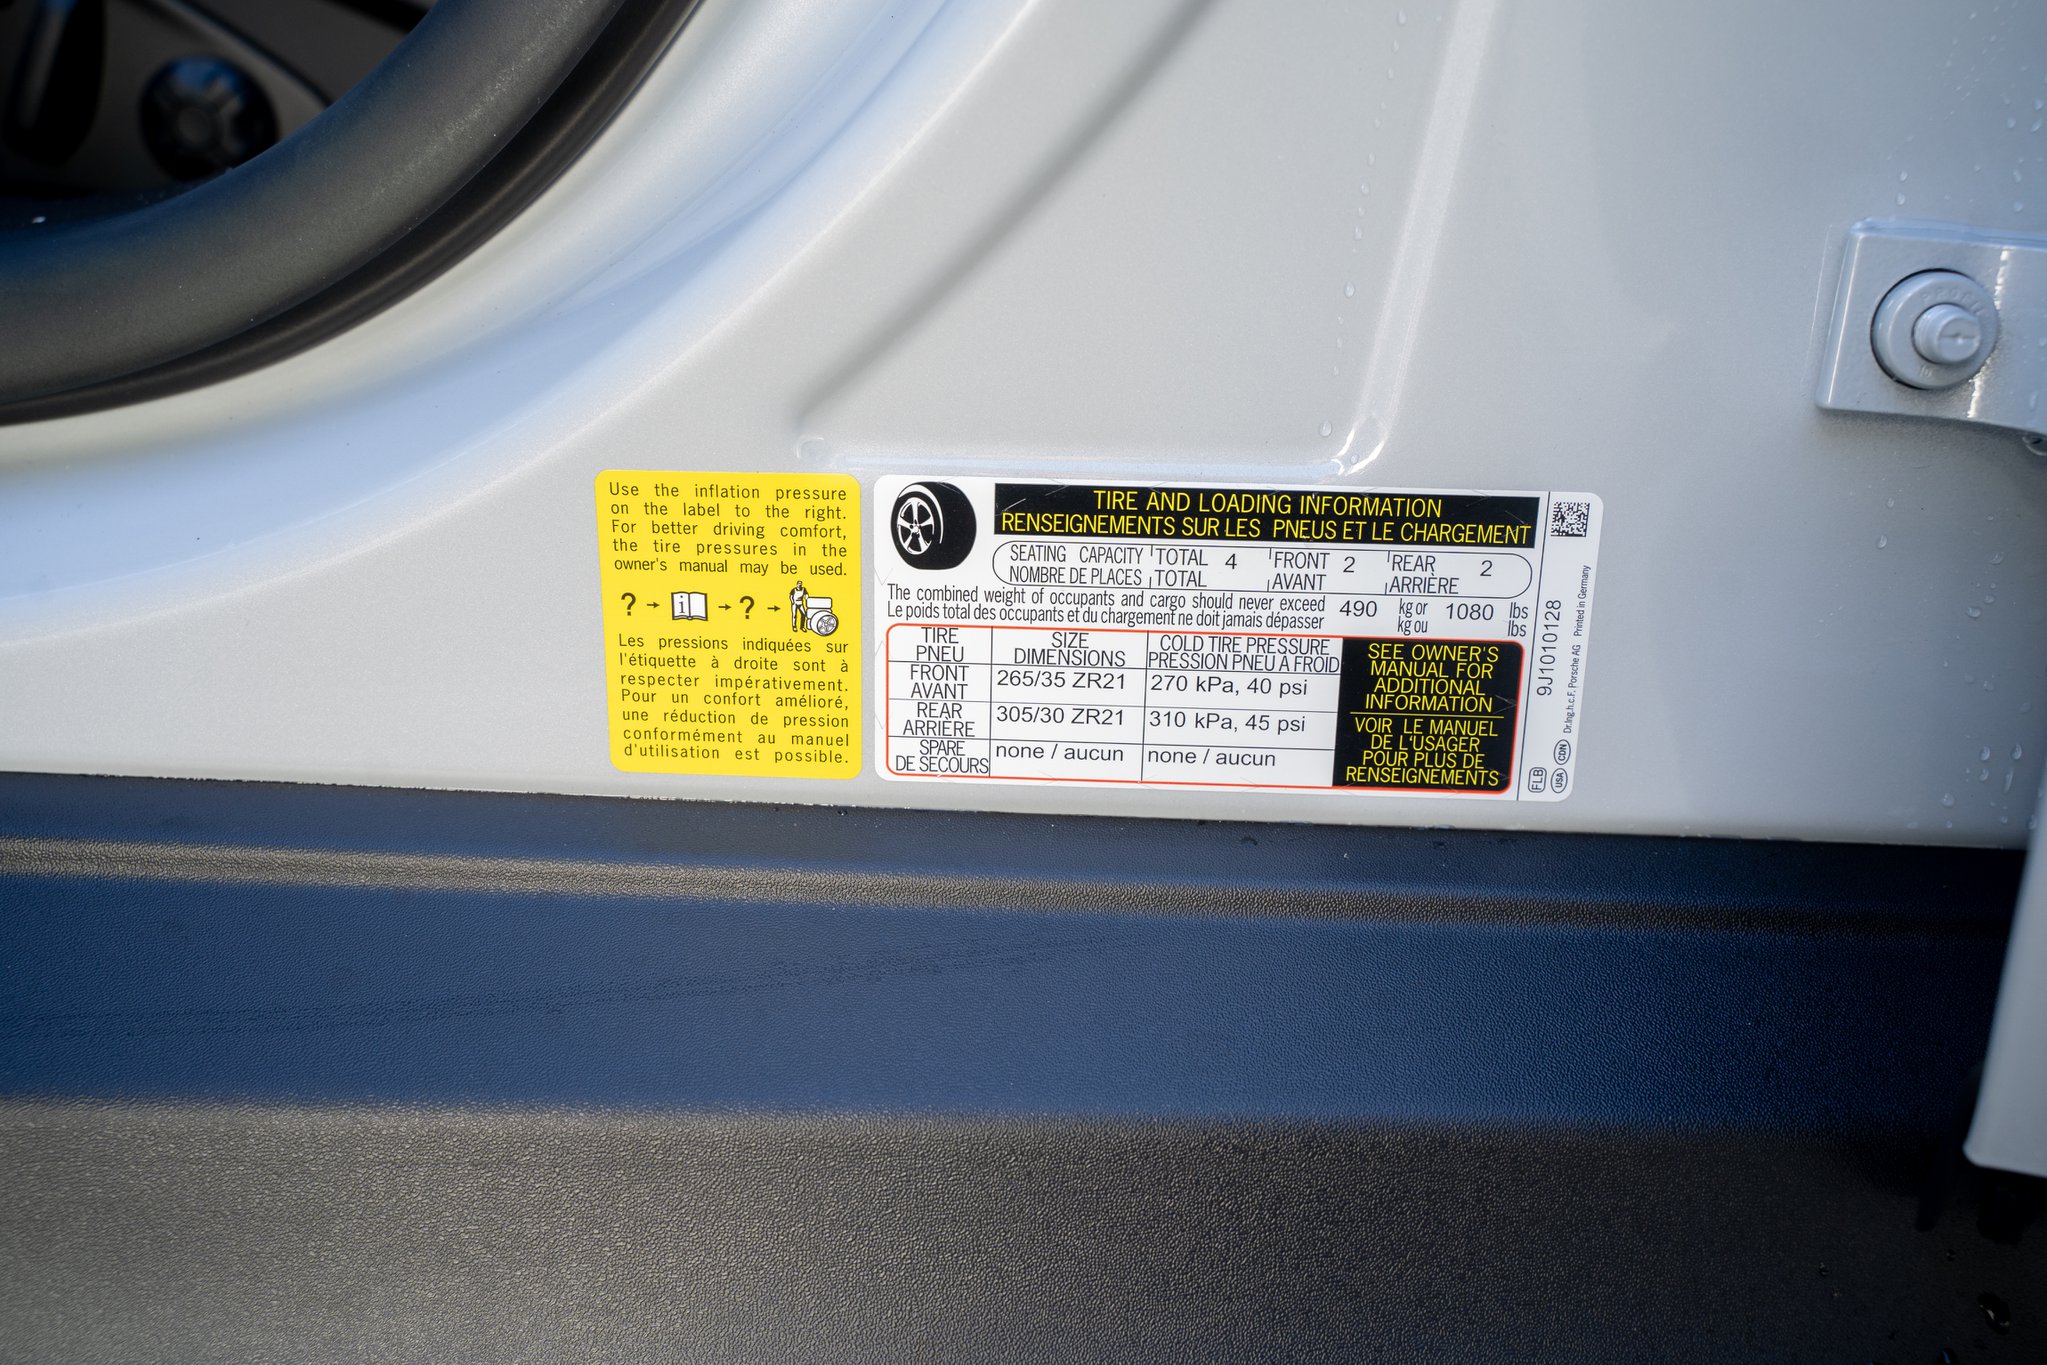 Use the inflation pressure
on the label to the right.
For better driving comfort,
the tire pressures in the
owner's manual may be used.
? → i → ? →
Les pressions indiquées sur
l'étiquette à droite sont à
respecter impérativement.
Pour un confort amélioré,
une réduction de pression
conformément au manuel
d'utilisation est possible.
TIRE AND LOADING INFORMATION
RENSEIGNEMENTS SUR LES PNEUS ET LE CHARGEMENT
SEATING CAPACITY TOTAL 4 FRONT 2 REAR 2
NOMBRE DE PLACES TOTAL AVANT ARRIÈRE
The combined weight of occupants and cargo should never exceed 490 kg or 1080 lbs
Le poids total des occupants et du chargement ne doit jamais dépasser kg ou lbs
TIRE SIZE COLD TIRE PRESSURE
PNEU DIMENSIONS PRESSION PNEU A FROID
FRONT 265/35 ZR21 270 kPa, 40 psi
AVANT
REAR 305/30 ZR21 310 kPa, 45 psi
ARRIÈRE
SPARE none / aucun none / aucun
DE SECOURS
SEE OWNER'S
MANUAL FOR
ADDITIONAL
INFORMATION
VOIR LE MANUEL
DE L'USAGER
POUR PLUS DE
RENSEIGNEMENTS
9J1010128
Dr.Ing.h.c.F. Porsche AG Printed in Germany
FLB
USA CDN